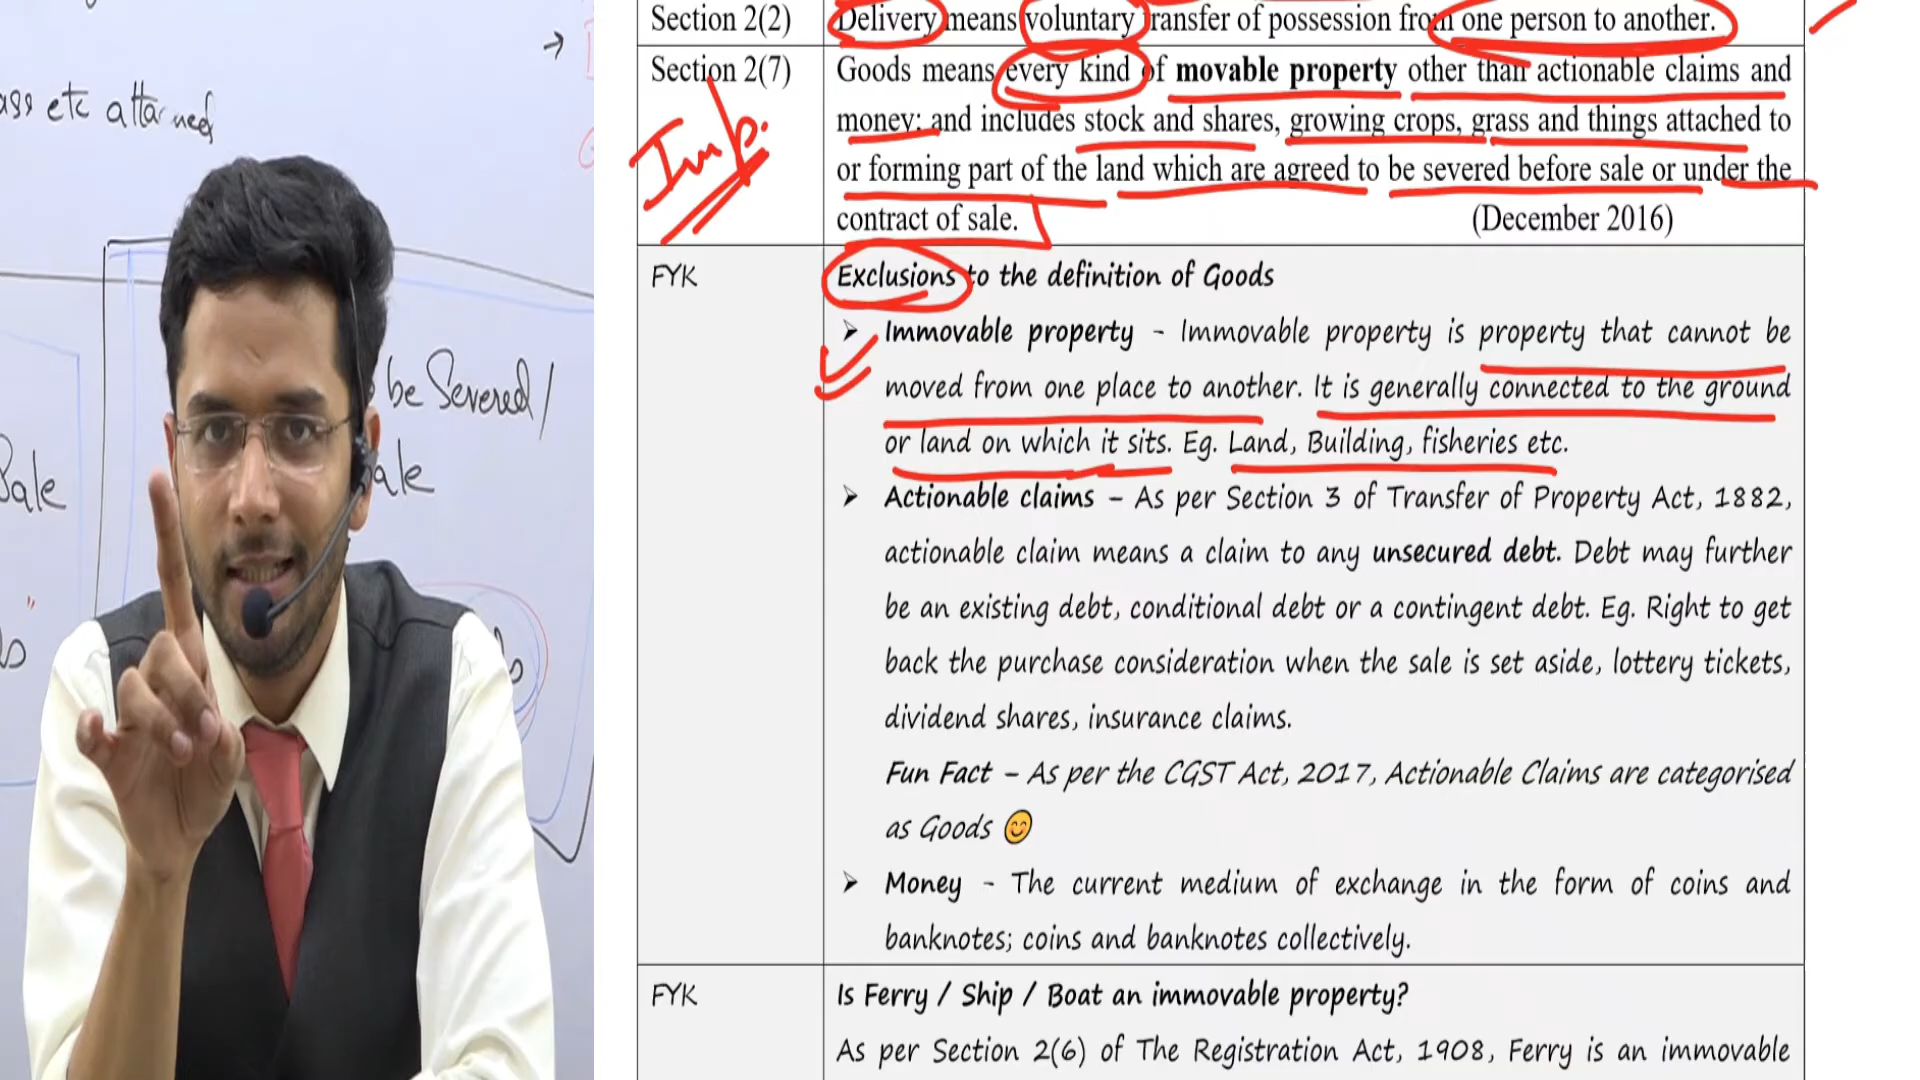 ass etc attached
be Severed /
Sale
ale
Section 2(2) Delivery means voluntary transfer of possession from one person to another.
Section 2(7) Goods means every kind of movable property other than actionable claims and
money; and includes stock and shares, growing crops, grass and things attached to
or forming part of the land which are agreed to be severed before sale or under the
contract of sale. (December 2016)
Imp.
FYK Exclusions to the definition of Goods
➢ Immovable property - Immovable property is property that cannot be
moved from one place to another. It is generally connected to the ground
or land on which it sits. Eg. Land, Building, fisheries etc.
➢ Actionable claims – As per Section 3 of Transfer of Property Act, 1882,
actionable claim means a claim to any unsecured debt. Debt may further
be an existing debt, conditional debt or a contingent debt. Eg. Right to get
back the purchase consideration when the sale is set aside, lottery tickets,
dividend shares, insurance claims.
Fun Fact – As per the CGST Act, 2017, Actionable Claims are categorised
as Goods 😊
➢ Money - The current medium of exchange in the form of coins and
banknotes; coins and banknotes collectively.
FYK Is Ferry / Ship / Boat an immovable property?
As per Section 2(6) of The Registration Act, 1908, Ferry is an immovable